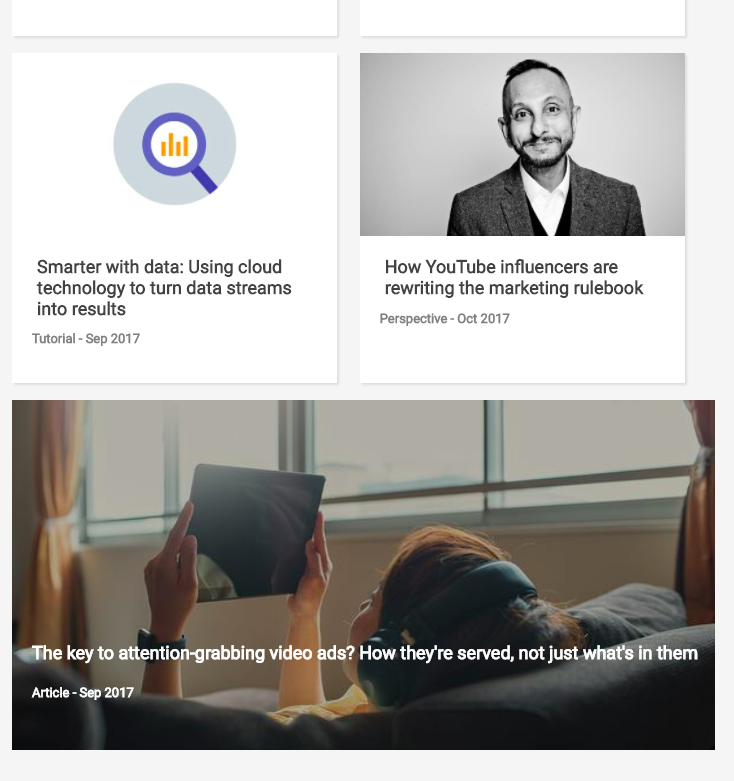 Smarter with data: Using cloud
technology to turn data streams
into results
Tutorial - Sep 2017
How YouTube influencers are
rewriting the marketing rulebook
Perspective - Oct 2017
The key to attention-grabbing video ads? How they're served, not just what's in them
Article - Sep 2017